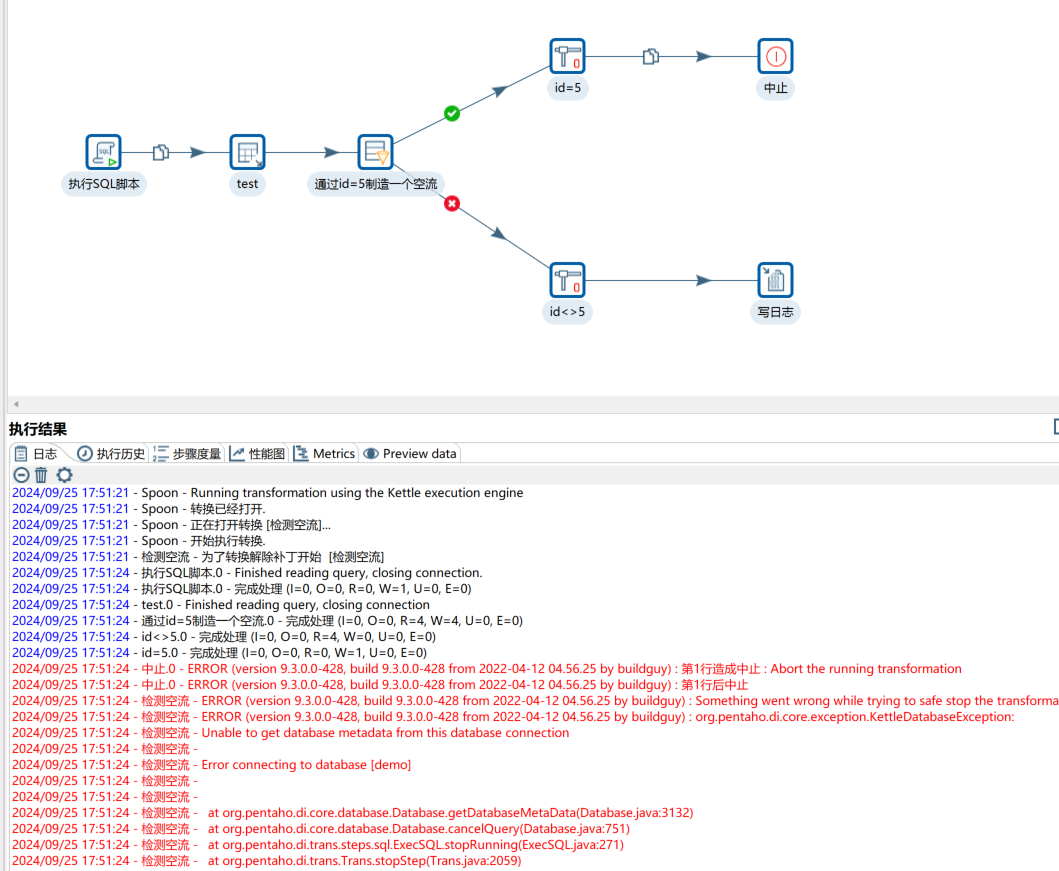 id=5
中止
执行SQL脚本
test
通过id=5制造一个空流
id<>5
写日志
执行结果
日志 执行历史 步骤度量 性能图 Metrics Preview data
2024/09/25 17:51:21 - Spoon - Running transformation using the Kettle execution engine
2024/09/25 17:51:21 - Spoon - 转换已经打开.
2024/09/25 17:51:21 - Spoon - 正在打开转换 [检测空流]...
2024/09/25 17:51:21 - Spoon - 开始执行转换.
2024/09/25 17:51:21 - 检测空流 - 为了转换解除补丁开始  [检测空流]
2024/09/25 17:51:24 - 执行SQL脚本.0 - Finished reading query, closing connection.
2024/09/25 17:51:24 - 执行SQL脚本.0 - 完成处理 (I=0, O=0, R=0, W=1, U=0, E=0)
2024/09/25 17:51:24 - test.0 - Finished reading query, closing connection
2024/09/25 17:51:24 - 通过id=5制造一个空流.0 - 完成处理 (I=0, O=0, R=4, W=4, U=0, E=0)
2024/09/25 17:51:24 - id<>5.0 - 完成处理 (I=0, O=0, R=4, W=0, U=0, E=0)
2024/09/25 17:51:24 - id=5.0 - 完成处理 (I=0, O=0, R=0, W=1, U=0, E=0)
2024/09/25 17:51:24 - 中止.0 - ERROR (version 9.3.0.0-428, build 9.3.0.0-428 from 2022-04-12 04.56.25 by buildguy) : 第1行造成中止 : Abort the running transformation
2024/09/25 17:51:24 - 中止.0 - ERROR (version 9.3.0.0-428, build 9.3.0.0-428 from 2022-04-12 04.56.25 by buildguy) : 第1行后中止
2024/09/25 17:51:24 - 检测空流 - ERROR (version 9.3.0.0-428, build 9.3.0.0-428 from 2022-04-12 04.56.25 by buildguy) : Something went wrong while trying to safe stop the transforma
2024/09/25 17:51:24 - 检测空流 - ERROR (version 9.3.0.0-428, build 9.3.0.0-428 from 2022-04-12 04.56.25 by buildguy) : org.pentaho.di.core.exception.KettleDatabaseException:
2024/09/25 17:51:24 - 检测空流 - Unable to get database metadata from this database connection
2024/09/25 17:51:24 - 检测空流 -
2024/09/25 17:51:24 - 检测空流 - Error connecting to database [demo]
2024/09/25 17:51:24 - 检测空流 -
2024/09/25 17:51:24 - 检测空流 -
2024/09/25 17:51:24 - 检测空流 -   at org.pentaho.di.core.database.Database.getDatabaseMetaData(Database.java:3132)
2024/09/25 17:51:24 - 检测空流 -   at org.pentaho.di.core.database.Database.cancelQuery(Database.java:751)
2024/09/25 17:51:24 - 检测空流 -   at org.pentaho.di.trans.steps.sql.ExecSQL.stopRunning(ExecSQL.java:271)
2024/09/25 17:51:24 - 检测空流 -   at org.pentaho.di.trans.Trans.stopStep(Trans.java:2059)